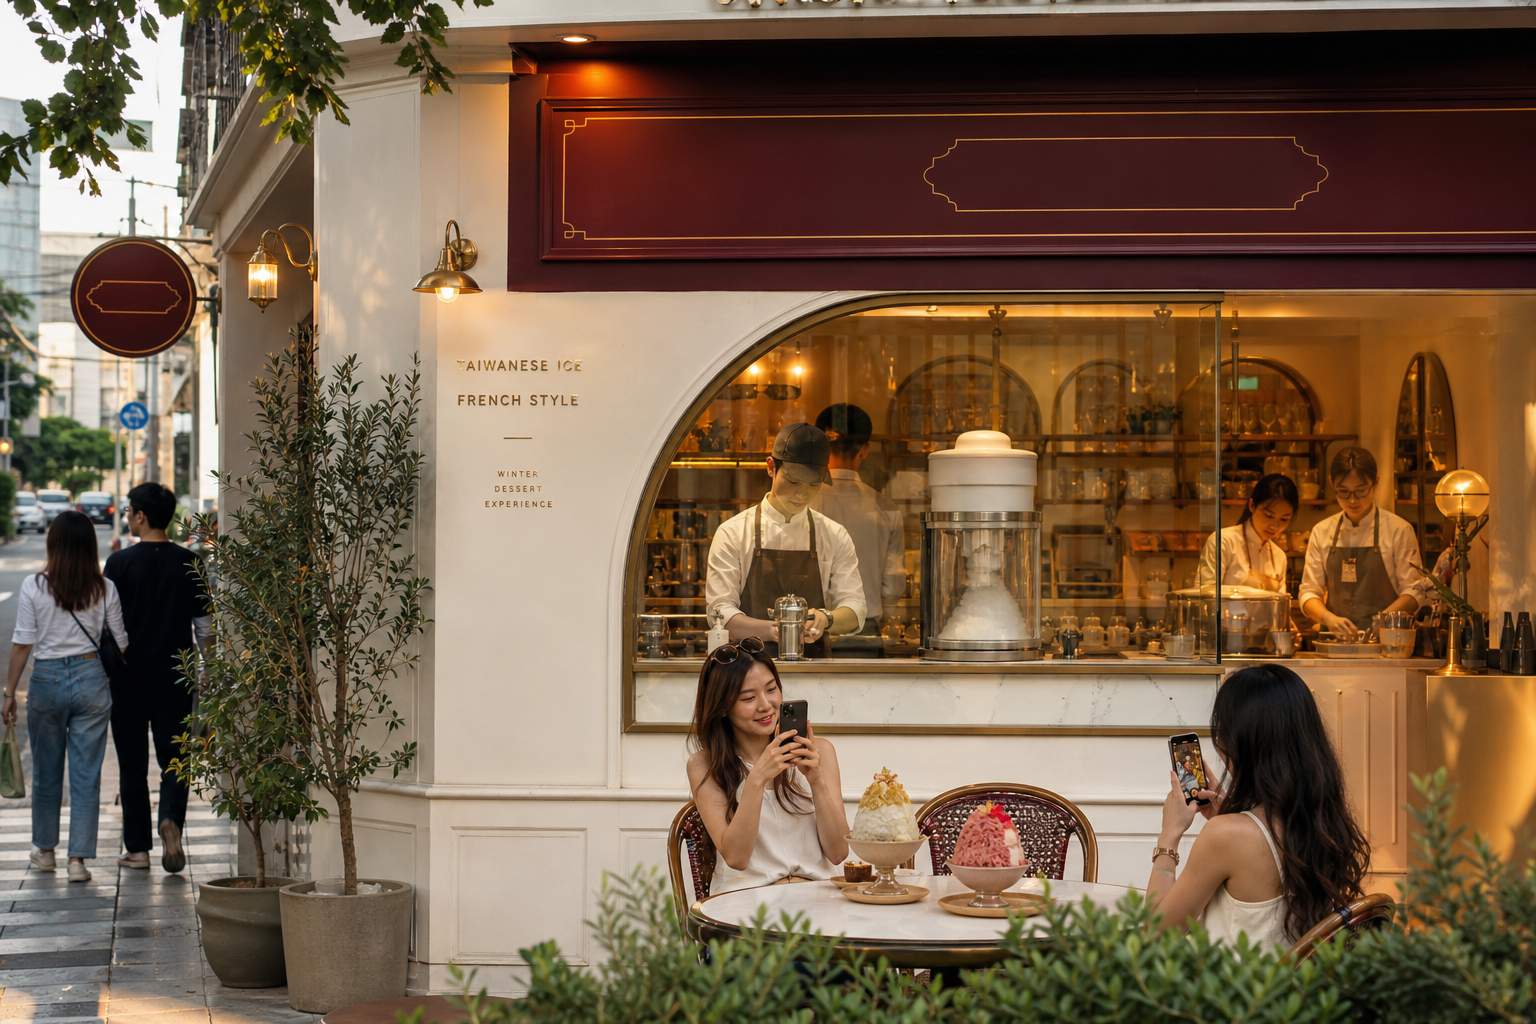 TAIWANESE ICE
FRENCH STYLE
WINTER
DESSERT
EXPERIENCE